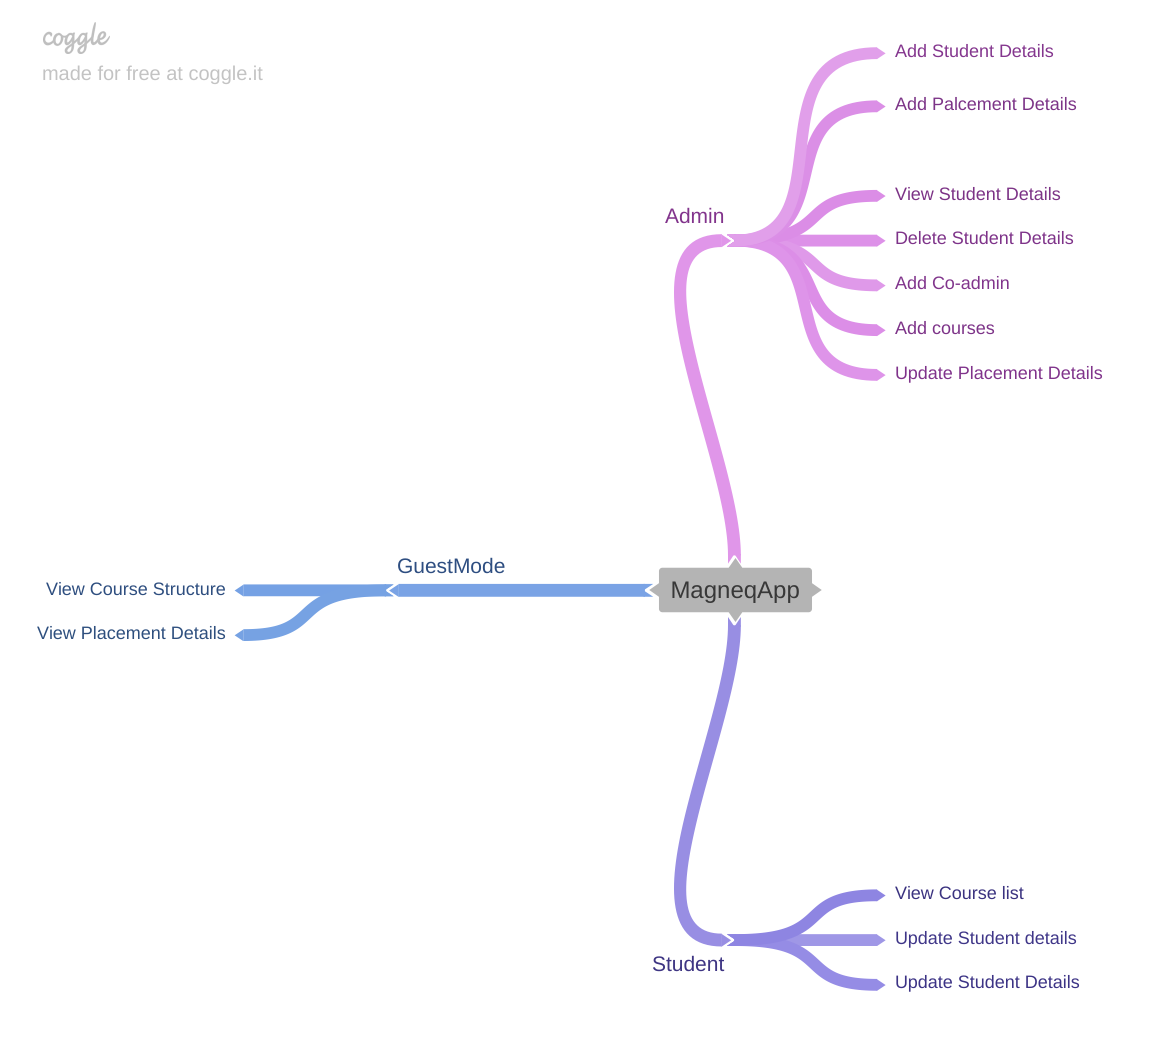 coggle
made for free at coggle.it
Add Student Details
Add Palcement Details
View Student Details
Admin
Delete Student Details
Add Co-admin
Add courses
Update Placement Details
GuestMode
View Course Structure
MagneqApp
View Placement Details
View Course list
Update Student details
Student
Update Student Details